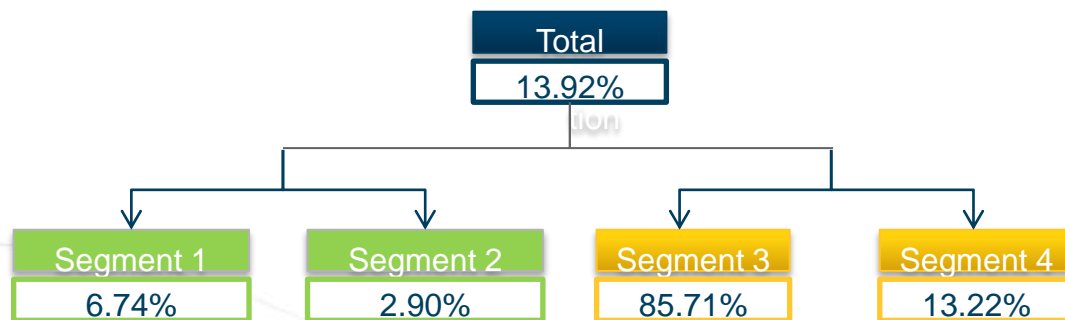 Total
13.92%
tion
Segment 1
Segment 2
Segment 3
Segment 4
6.74%
2.90%
85.71%
13.22%